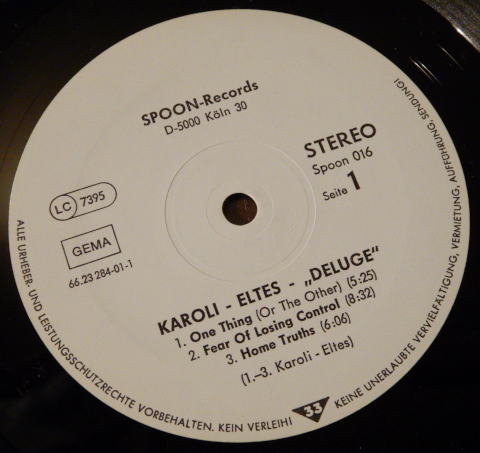 SPOON-Records
D-5000 Köln 30
STEREO
Spoon 016
Seite 1
LC 7395
GEMA
66.23 284-01-1
KAROLI - ELTES - „DELUGE“
1. One Thing (Or The Other) (5:25)
2. Fear Of Losing Control (8:32)
3. Home Truths (6:06)
(1.-3. Karoli - Eltes)
ALLE URHEBER- UND LEISTUNGSSCHUTZRECHTE VORBEHALTEN. KEIN VERLEIH! 33 KEINE UNERLAUBTE VERVIELFÄLTIGUNG, VERMIETUNG, AUFFÜHRUNG, SENDUNG!